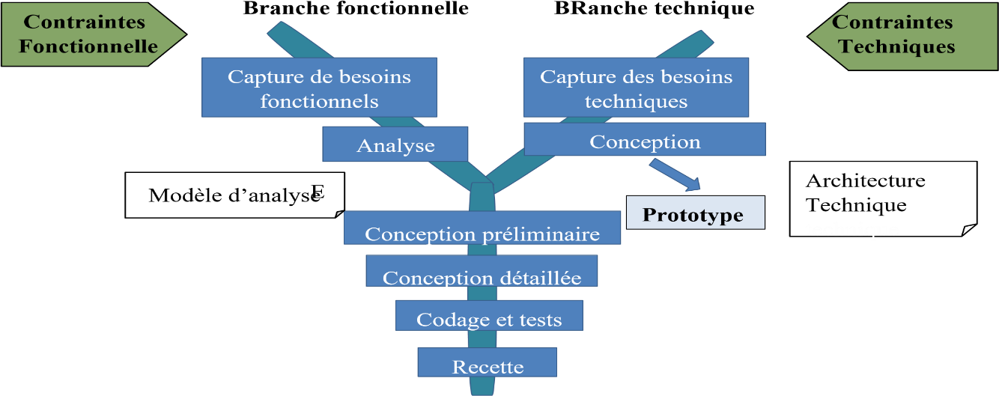 Branche fonctionnelle
BRanche technique
Contraintes
Fonctionnelle
Contraintes
Techniques
Capture de besoins
fonctionnels
Capture des besoins
techniques
Analyse
Conception
Modèle d’analyse
E
Architecture
Technique
Prototype
Conception préliminaire
Conception détaillée
Codage et tests
Recette